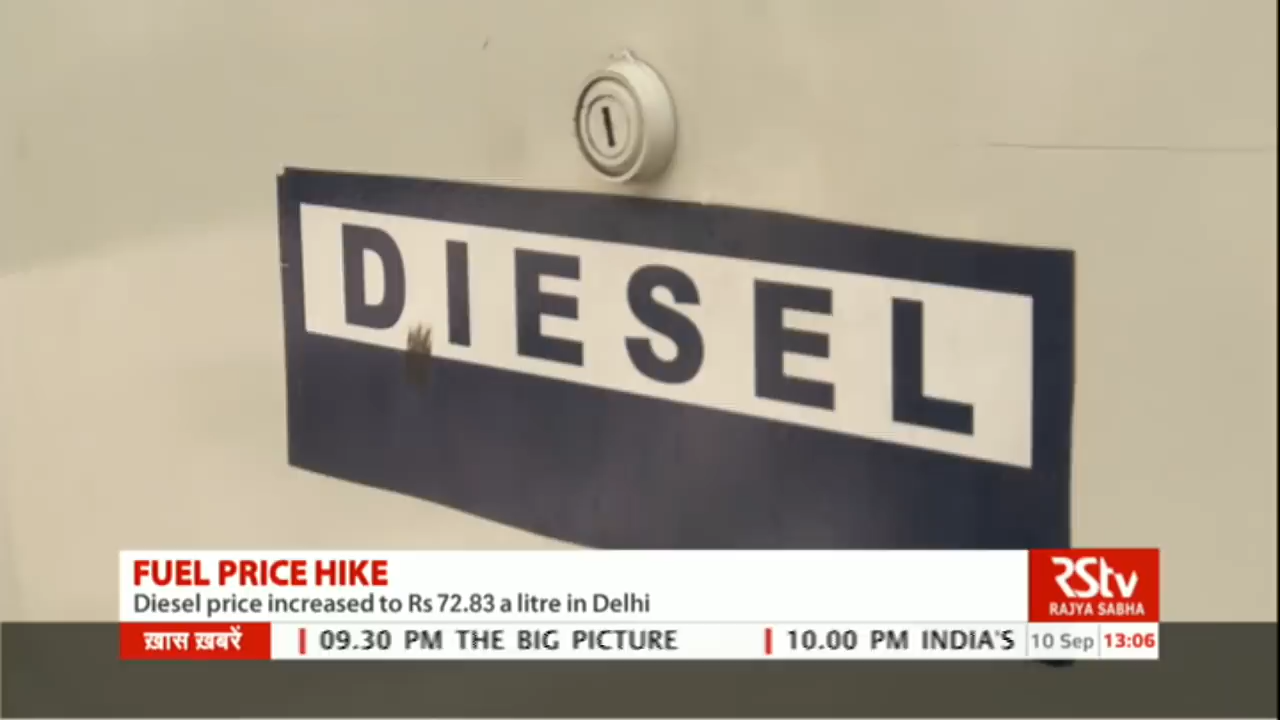 DIESEL
FUEL PRICE HIKE
Diesel price increased to Rs 72.83 a litre in Delhi
RStv
RAJYA SABHA
ख़ास ख़बरें
09.30 PM THE BIG PICTURE
10.00 PM INDIA'S
10 Sep
13:06